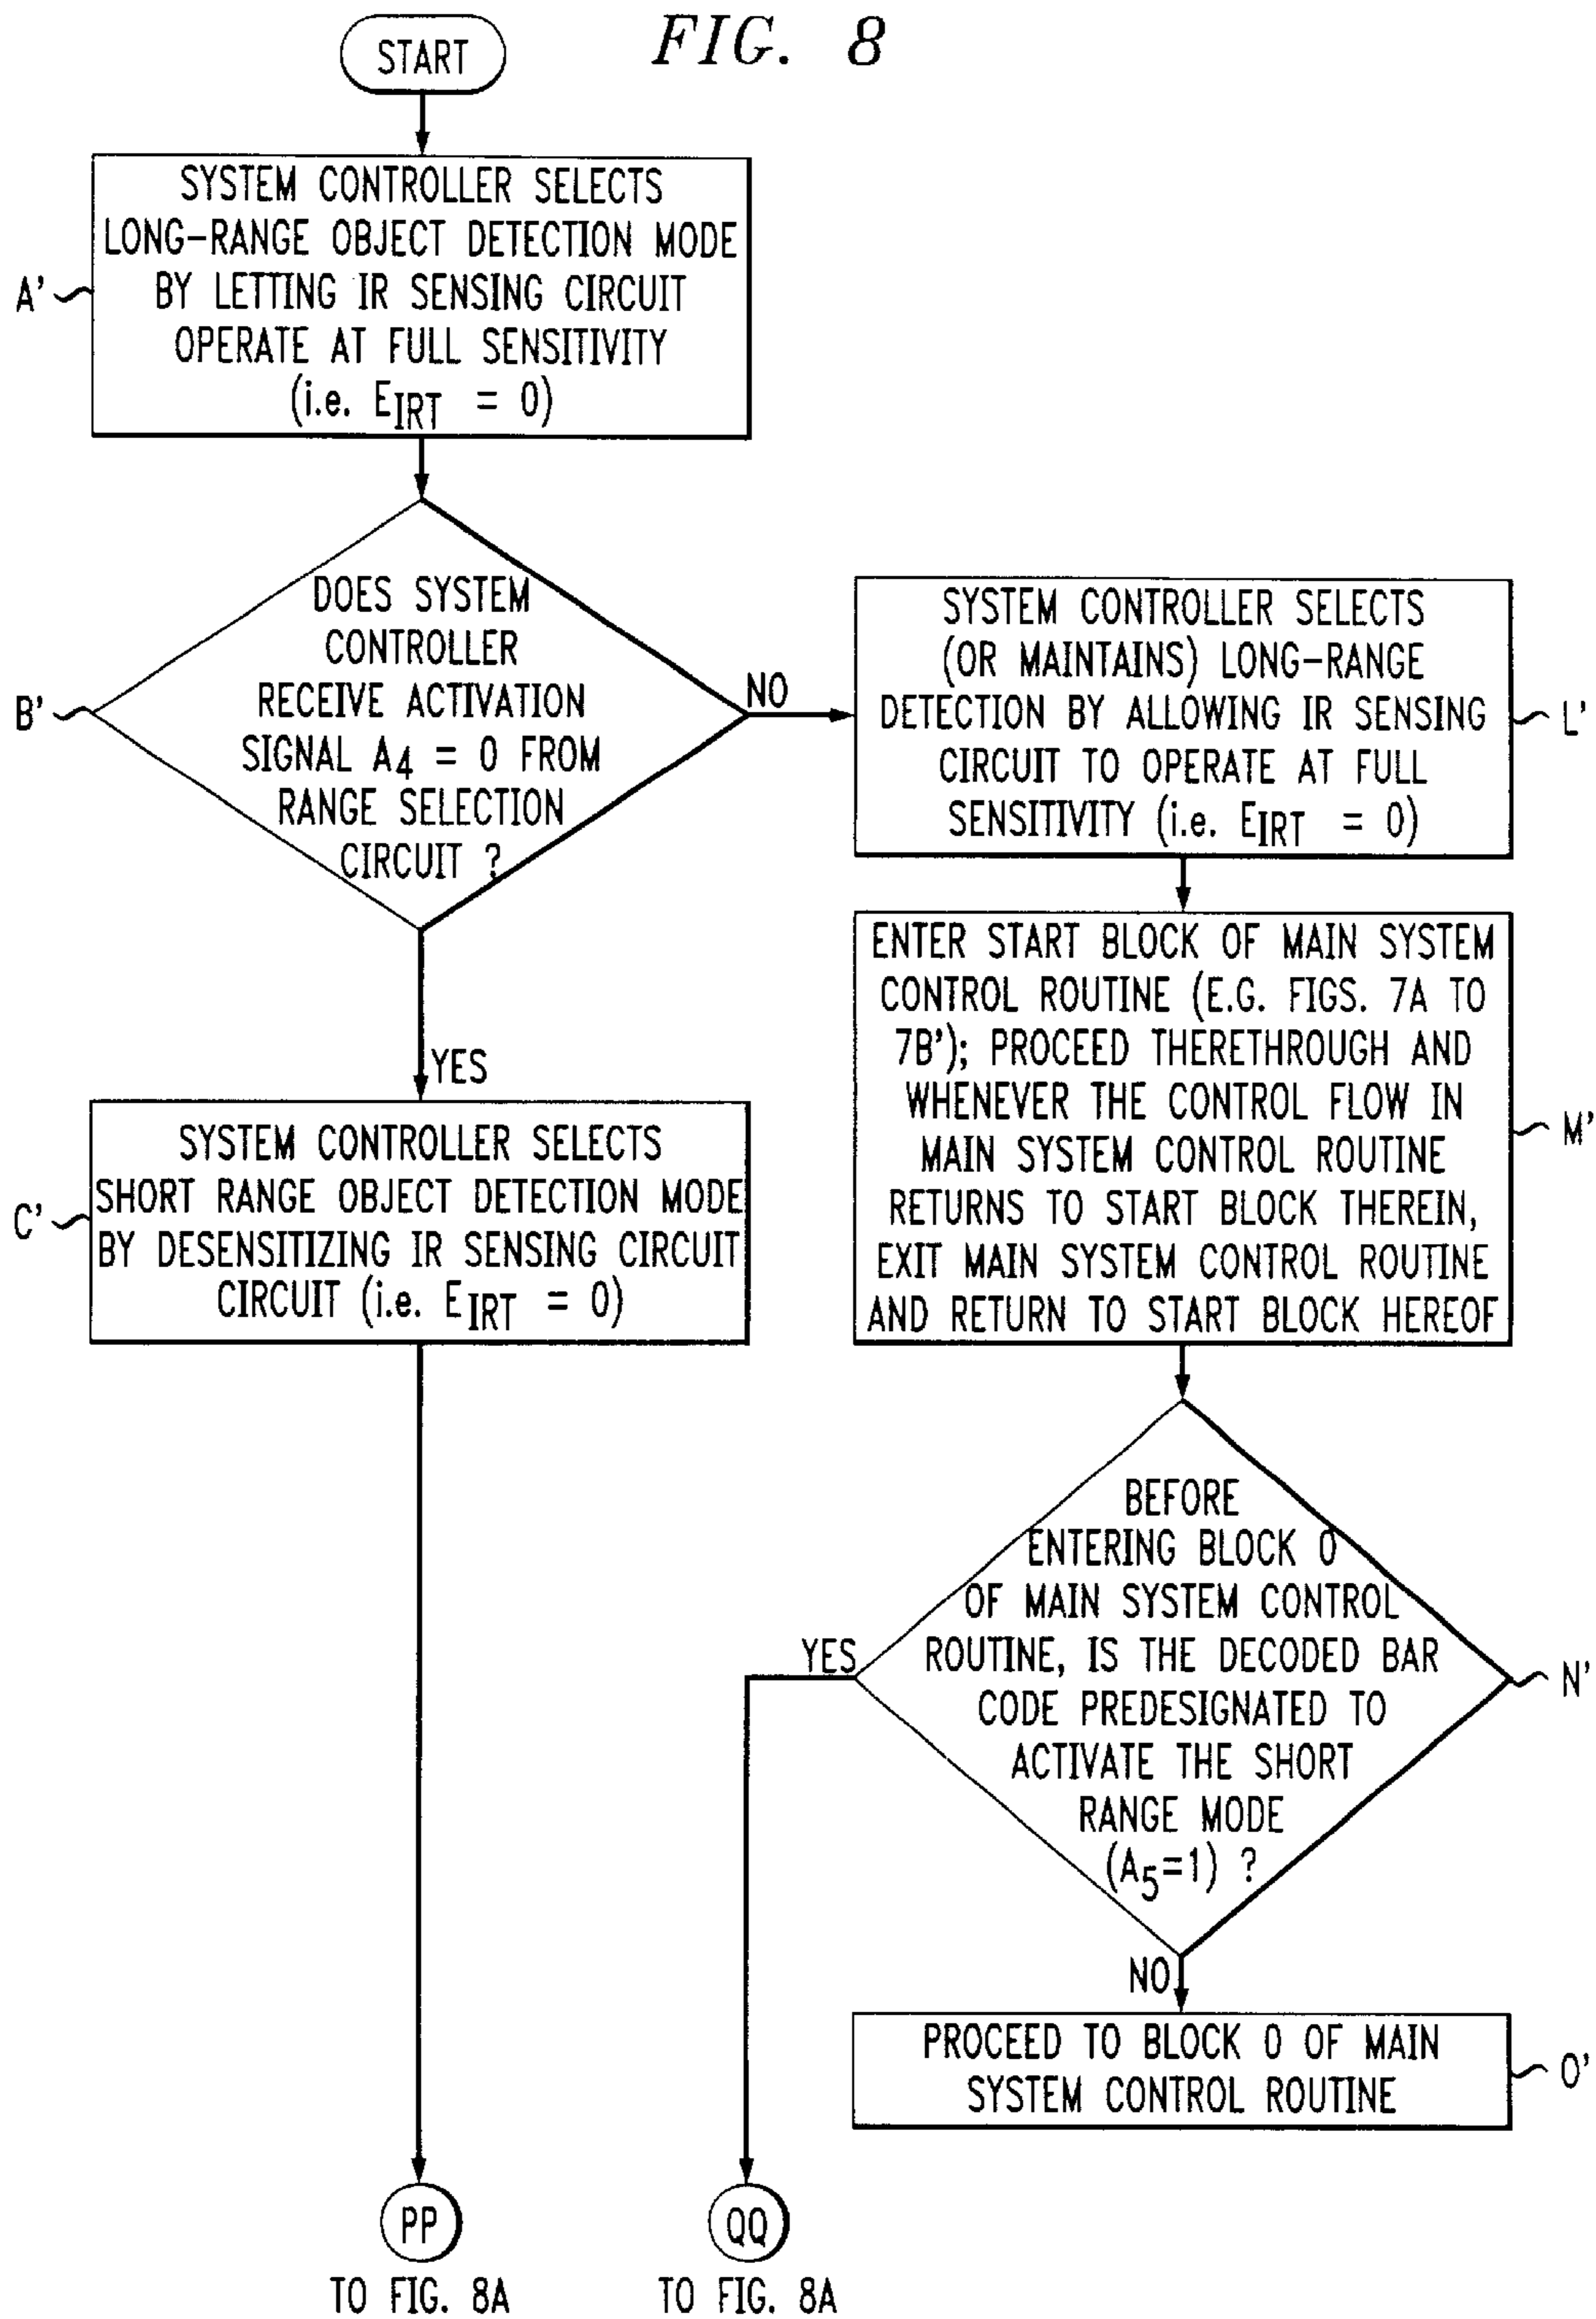 FIG. 8
START
SYSTEM CONTROLLER SELECTS
LONG-RANGE OBJECT DETECTION MODE
BY LETTING IR SENSING CIRCUIT
OPERATE AT FULL SENSITIVITY
(i.e. EIRT = 0)
A'
DOES SYSTEM
CONTROLLER
RECEIVE ACTIVATION
SIGNAL A4 = 0 FROM
RANGE SELECTION
CIRCUIT ?
B'
NO
YES
SYSTEM CONTROLLER SELECTS
(OR MAINTAINS) LONG-RANGE
DETECTION BY ALLOWING IR SENSING
CIRCUIT TO OPERATE AT FULL
SENSITIVITY (i.e. EIRT = 0)
L'
ENTER START BLOCK OF MAIN SYSTEM
CONTROL ROUTINE (E.G. FIGS. 7A TO
7B'); PROCEED THERETHROUGH AND
WHENEVER THE CONTROL FLOW IN
MAIN SYSTEM CONTROL ROUTINE
RETURNS TO START BLOCK THEREIN,
EXIT MAIN SYSTEM CONTROL ROUTINE
AND RETURN TO START BLOCK HEREOF
M'
SYSTEM CONTROLLER SELECTS
SHORT RANGE OBJECT DETECTION MODE
BY DESENSITIZING IR SENSING CIRCUIT
CIRCUIT (i.e. EIRT = 0)
C'
BEFORE
ENTERING BLOCK 0
OF MAIN SYSTEM CONTROL
ROUTINE, IS THE DECODED BAR
CODE PREDESIGNATED TO
ACTIVATE THE SHORT
RANGE MODE
(A5=1) ?
N'
YES
NO
PROCEED TO BLOCK 0 OF MAIN
SYSTEM CONTROL ROUTINE
O'
PP
TO FIG. 8A
QQ
TO FIG. 8A